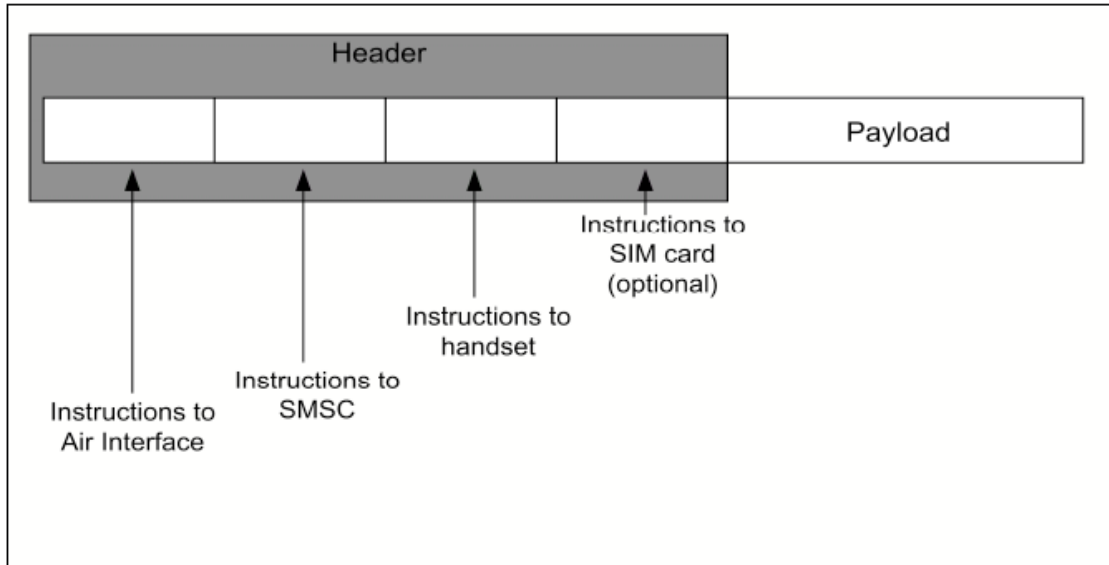 Header
Payload
Instructions to
SIM card
(optional)
Instructions to
handset
Instructions to
SMSC
Instructions to
Air Interface